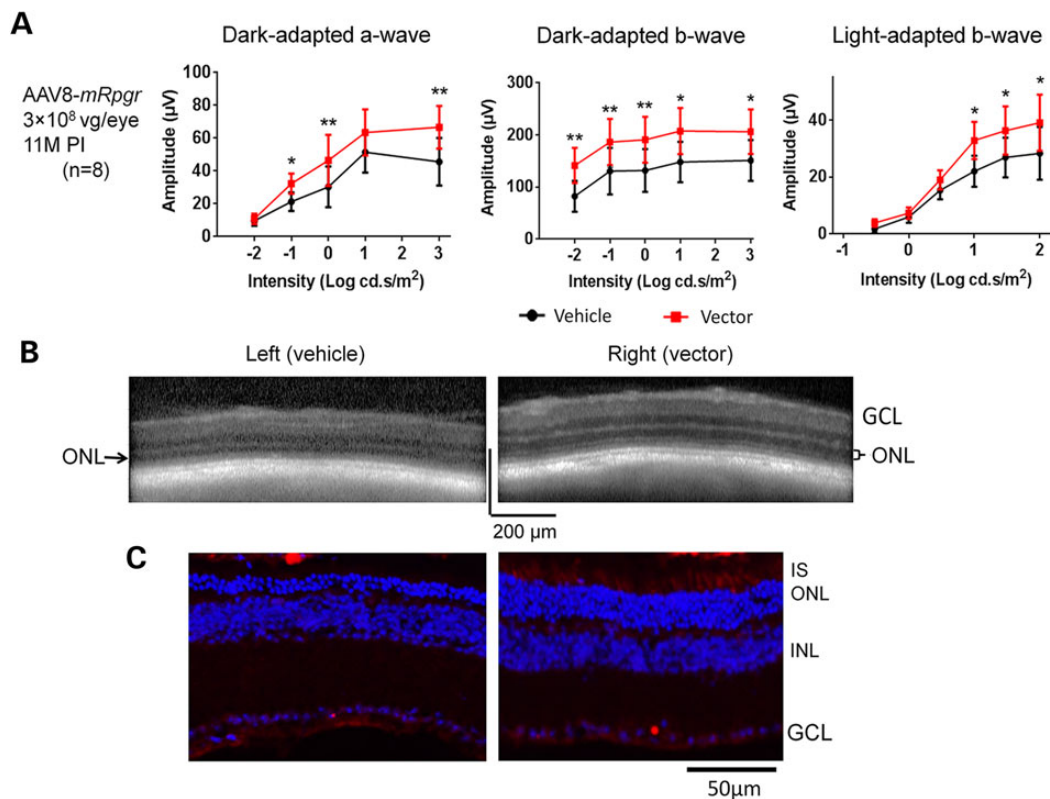 A
AAV8-mRpgr
3×10⁸ vg/eye
11M PI
(n=8)
Dark-adapted a-wave
Amplitude (µV)
100
80
60
40
20
0
* ** **
-2 -1 0 1 2 3
Intensity (Log cd.s/m²)
Dark-adapted b-wave
Amplitude (µV)
300
200
100
0
** ** ** * *
-2 -1 0 1 2 3
Intensity (Log cd.s/m²)
Light-adapted b-wave
Amplitude (µV)
40
20
0
* * *
-1 0 1 2
Intensity (Log cd.s/m²)
Vehicle Vector
B
Left (vehicle) Right (vector)
ONL
GCL
ONL
200 µm
C
IS
ONL
INL
GCL
50µm